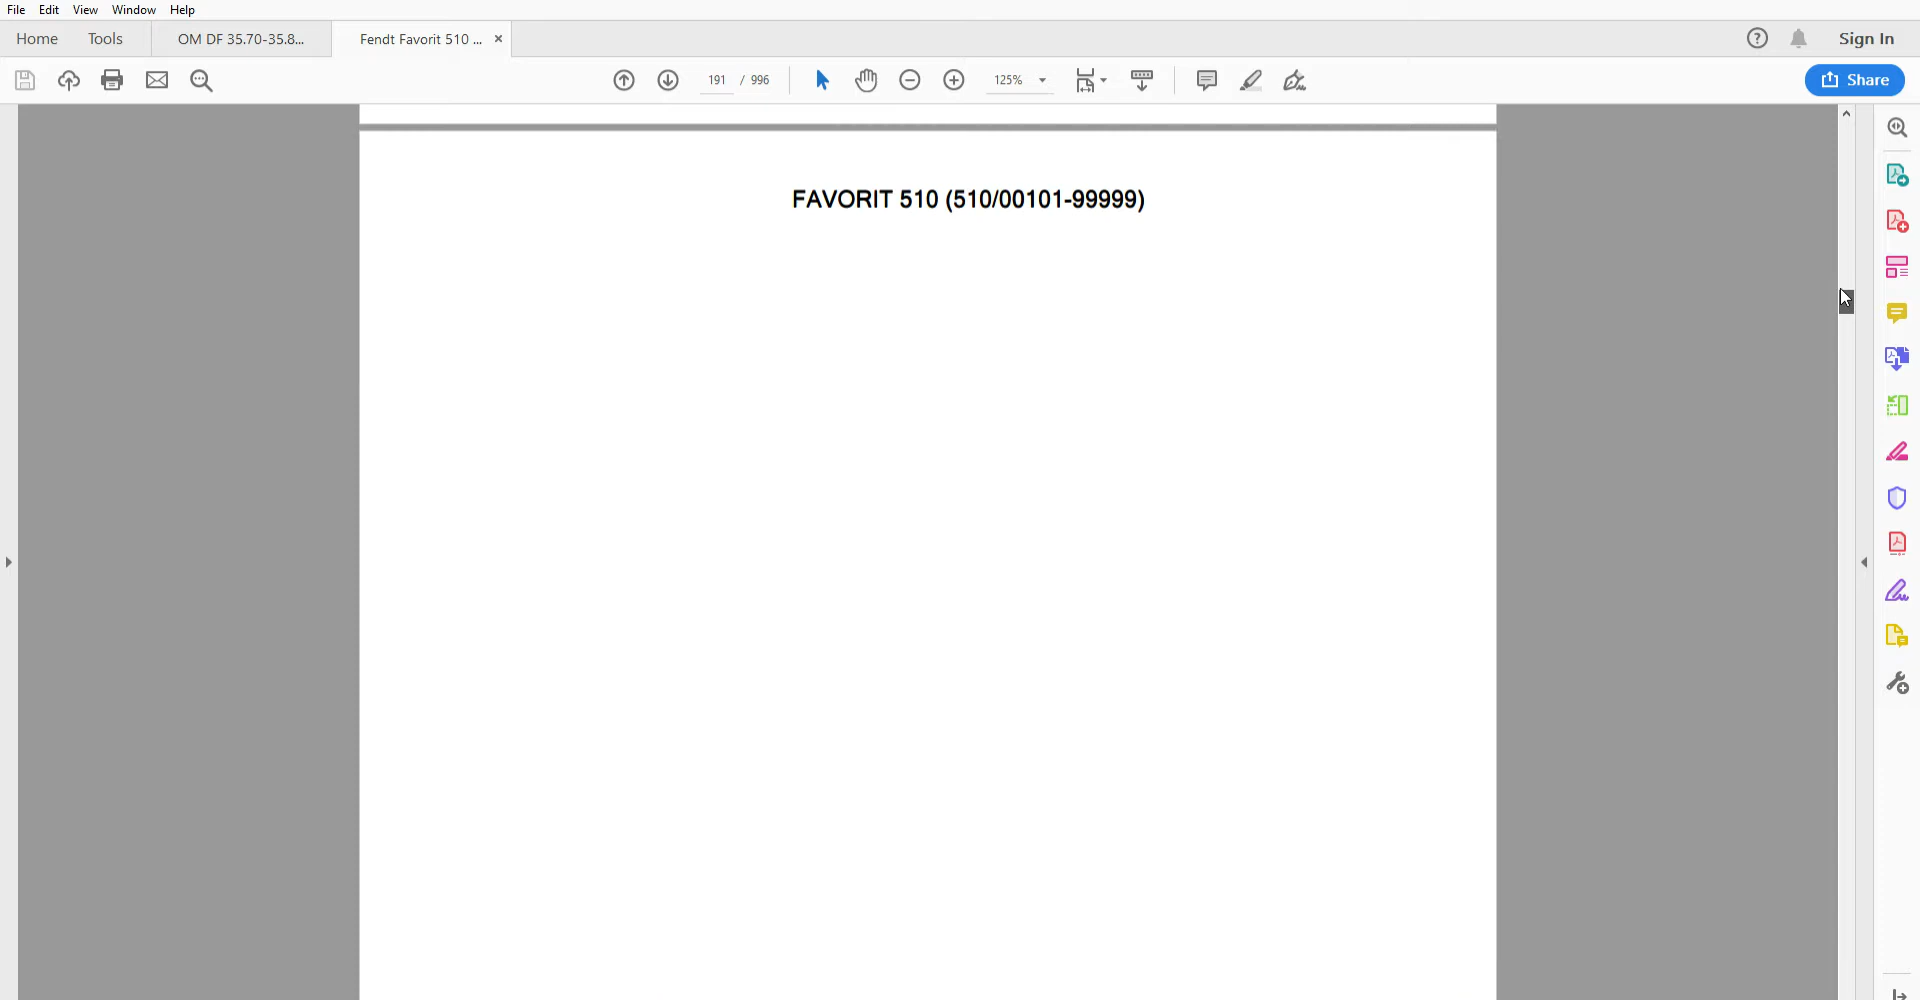 File Edit View Window Help
Home Tools OM DF 35.70-35.8... Fendt Favorit 510 ... × Sign In
191 / 996 125% Share
FAVORIT 510 (510/00101-99999)